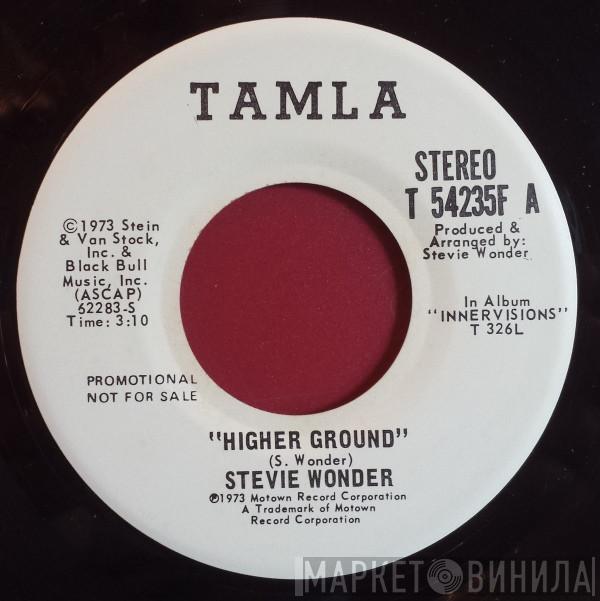 TAMLA
STEREO
T 54235F A
Produced &
Arranged by:
Stevie Wonder
©1973 Stein
& Van Stock,
Inc. &
Black Bull
Music, Inc.
(ASCAP)
62283-S
Time: 3:10
In Album
"INNERVISIONS"
T 326L
PROMOTIONAL
NOT FOR SALE
"HIGHER GROUND"
(S. Wonder)
STEVIE WONDER
℗1973 Motown Record Corporation
A Trademark of Motown
Record Corporation
МАРКЕТ ВИНИЛА